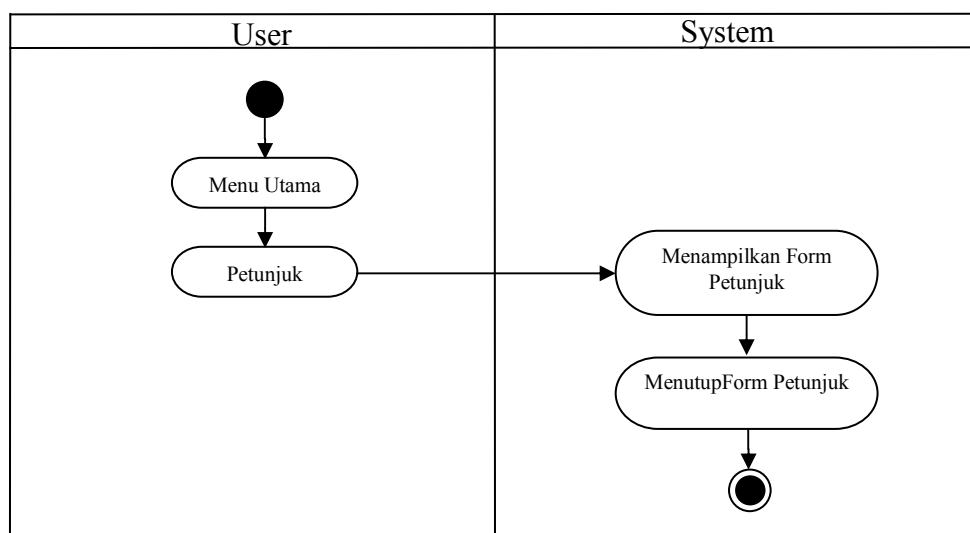 User
System
Menu Utama
Petunjuk
Menampilkan Form
Petunjuk
MenutupForm Petunjuk